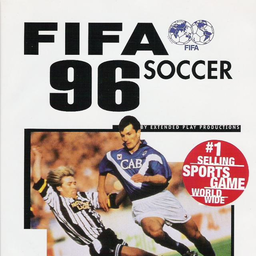 FIFA
FIFA
96 SOCCER
BY EXTENDED PLAY PRODUCTIONS
CAB
#1
SELLING
SPORTS
GAME
WORLD
WIDE